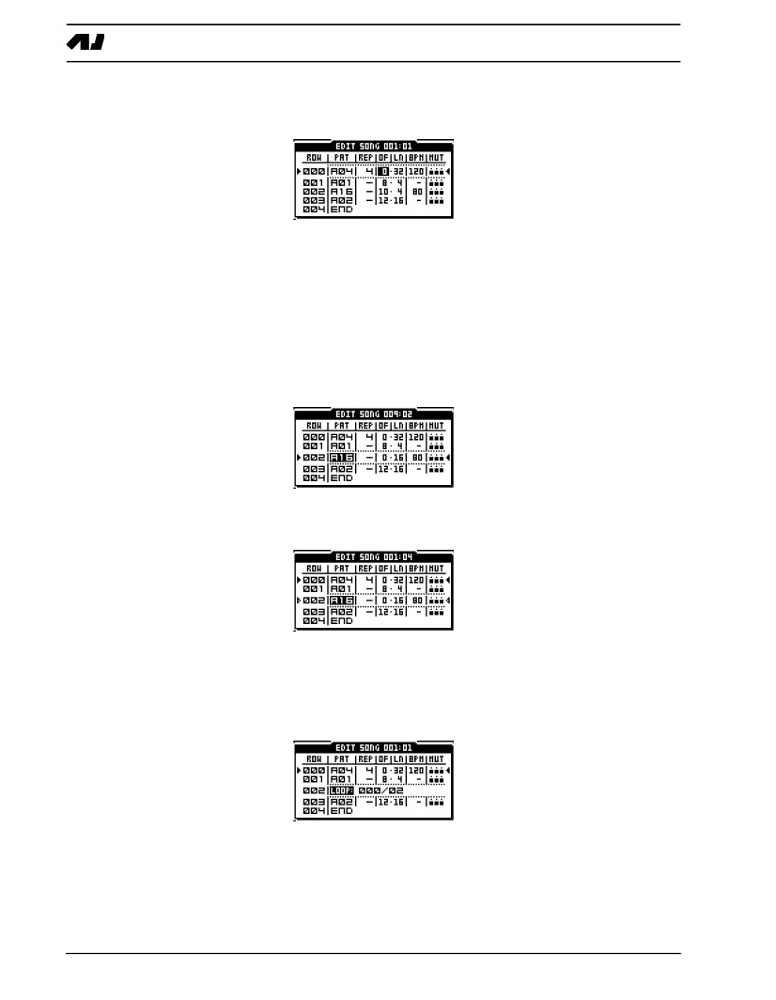 EDIT SONG 001:01
ROW | PAT |REP|OF|LN|BPM|MUT
000|A04| 4| 0·32|120|
001|A01| –| 8· 4| -|
002|A16| –|10· 4| 80|
003|A02| –|12·16| -|
004|END
EDIT SONG 009:02
ROW | PAT |REP|OF|LN|BPM|MUT
000|A04| 4| 0·32|120|
001|A01| –| 8· 4| -|
002|A16| –| 0·16| 80|
003|A02| –|12·16| -|
004|END
EDIT SONG 001:04
ROW | PAT |REP|OF|LN|BPM|MUT
000|A04| 4| 0·32|120|
001|A01| –| 8· 4| -|
002|A16| –| 0·16| 80|
003|A02| –|12·16| -|
004|END
EDIT SONG 001:01
ROW | PAT |REP|OF|LN|BPM|MUT
000|A04| 4| 0·32|120|
001|A01| –| 8· 4| -|
002|LOOP: 000/02
003|A02| –|12·16| -|
004|END